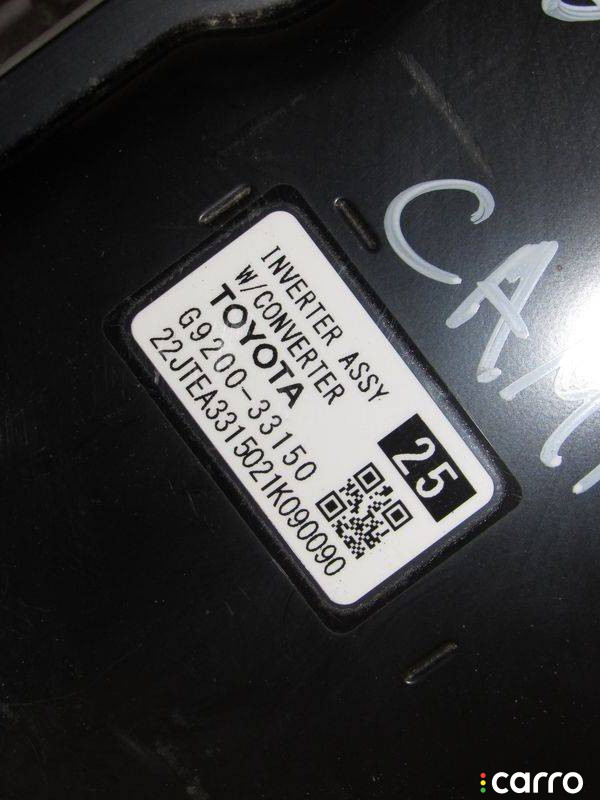 INVERTER ASSY
W/CONVERTER
TOYOTA
G9200-33150
22JTEA3315021K090090
25
CAM
carro